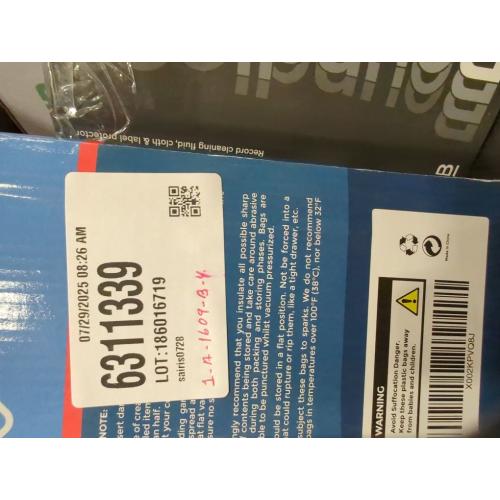 Record cleaning fluid, cloth & label protector
07/29/2025 08:26 AM
6311339
LOT:186016719
sairis0728
1-A-1609-B-4
NOTE:
recommend that you insulate all possible sharp
contents being stored and take care around abrasive
during both packing and storing phases. Bags are
to be punctured whilst vacuum pressurized.
be stored in a flat position. Not be forced into a
could rupture or rip them, like a tight drawer, etc.
subject these bags to sparks. We do not recommend
bags in temperatures over 100°F (38°C), nor below 32°F
Made in China
WARNING
Avoid Suffocation Danger.
Keep these plastic bags away
from babies and children.
X002KPVQ8J